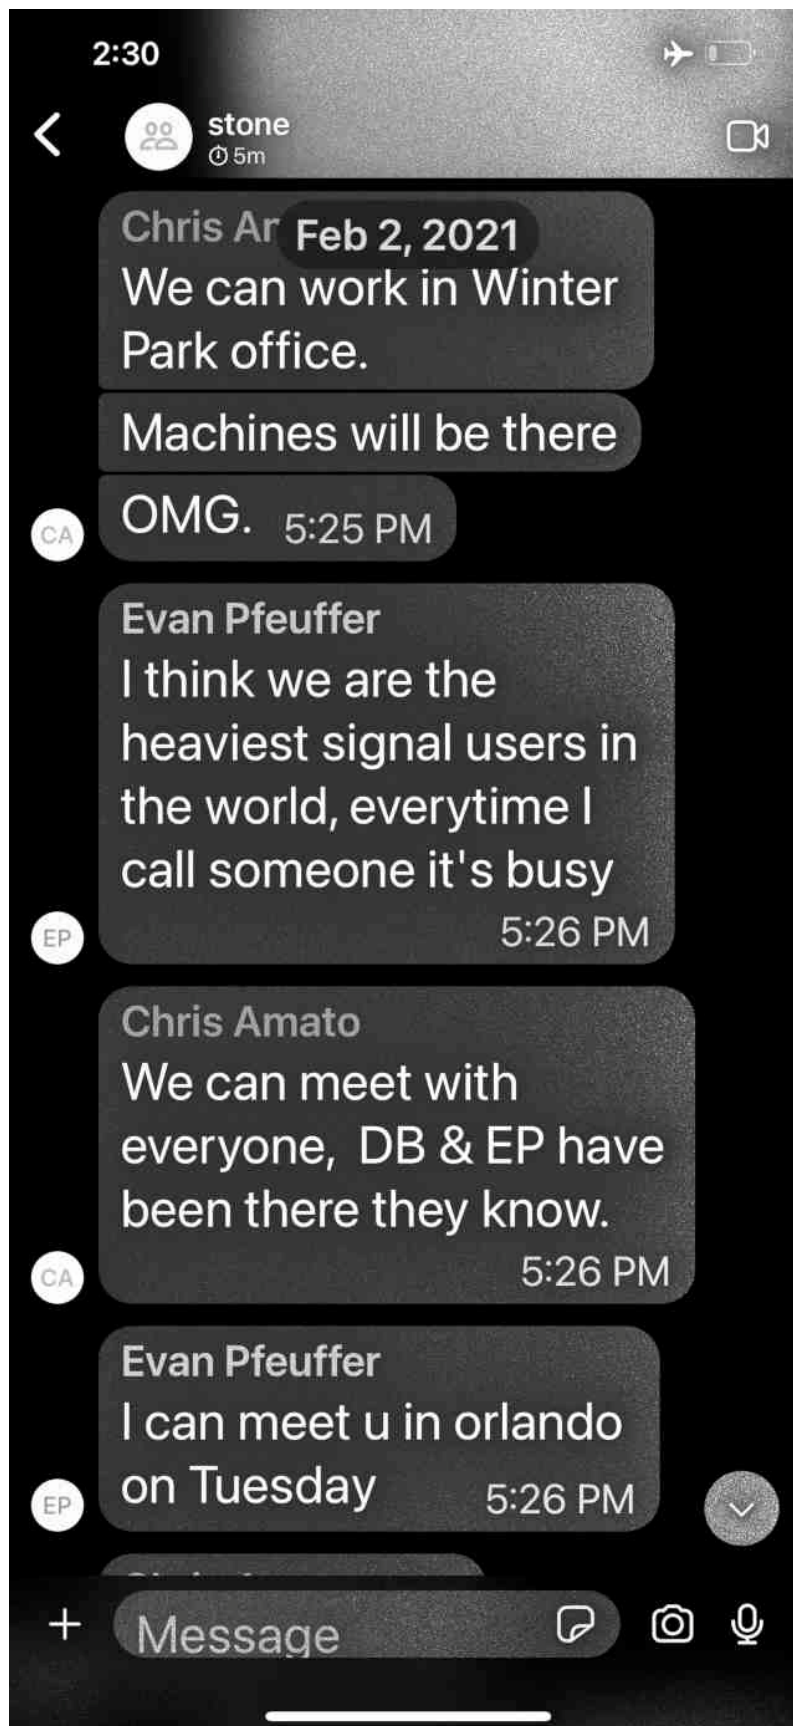 2:30
stone
5m
Chris Ar
Feb 2, 2021
We can work in Winter
Park office.
Machines will be there
OMG. 5:25 PM
CA
Evan Pfeuffer
I think we are the
heaviest signal users in
the world, everytime I
call someone it's busy
5:26 PM
EP
Chris Amato
We can meet with
everyone,  DB & EP have
been there they know.
5:26 PM
CA
Evan Pfeuffer
I can meet u in orlando
on Tuesday 5:26 PM
EP
Message